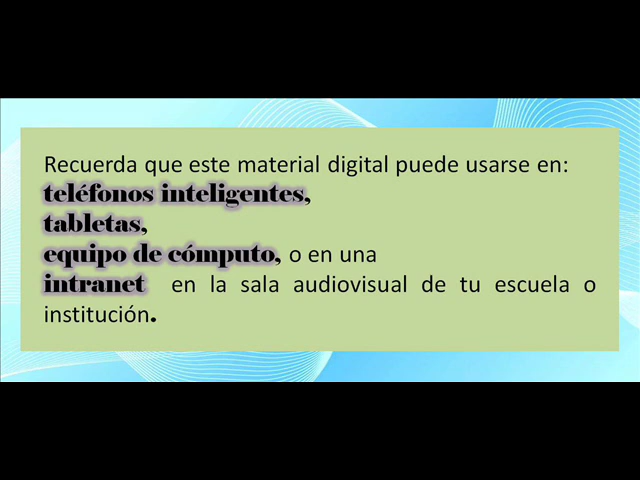 Recuerda que este material digital puede usarse en:
teléfonos inteligentes,
tabletas,
equipo de cómputo, o en una
intranet en la sala audiovisual de tu escuela o
institución.